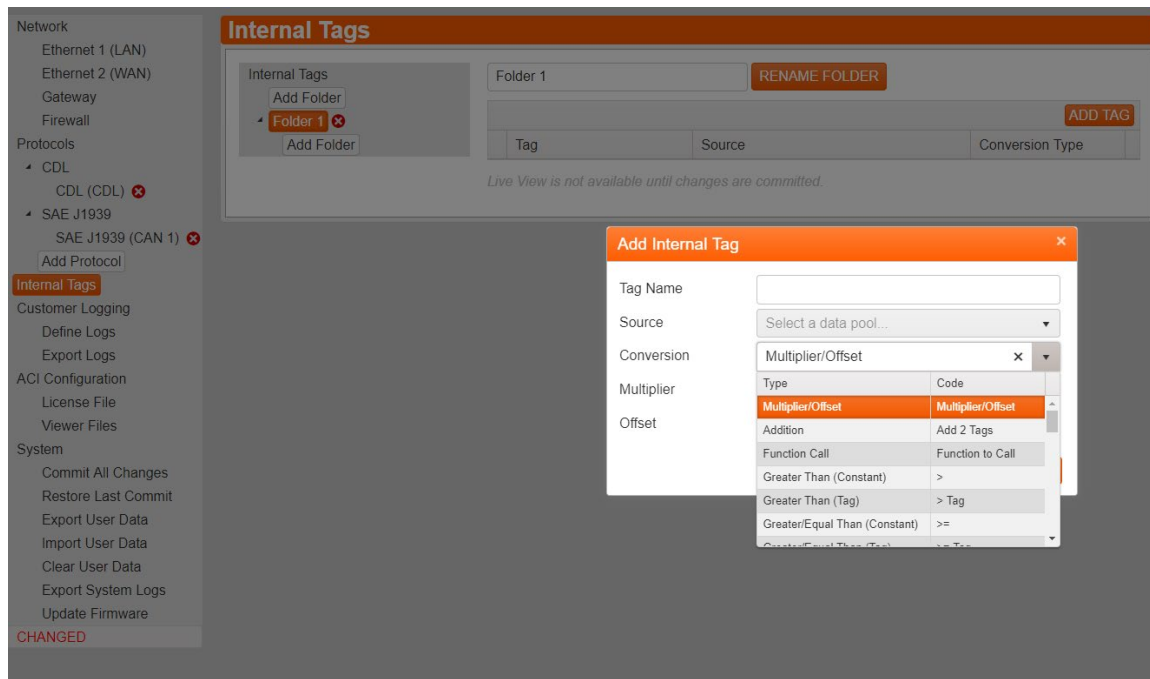 Network
Ethernet 1 (LAN)
Ethernet 2 (WAN)
Gateway
Firewall
Protocols
CDL
CDL (CDL)
SAE J1939
SAE J1939 (CAN 1)
Add Protocol
Internal Tags
Customer Logging
Define Logs
Export Logs
ACI Configuration
License File
Viewer Files
System
Commit All Changes
Restore Last Commit
Export User Data
Import User Data
Clear User Data
Export System Logs
Update Firmware
CHANGED
Internal Tags
Internal Tags
Add Folder
Folder 1
Add Folder
Folder 1 RENAME FOLDER
ADD TAG
Tag Source Conversion Type
Live View is not available until changes are committed.
Add Internal Tag ×
Tag Name
Source Select a data pool...
Conversion Multiplier/Offset ×
Multiplier
Offset
Type Code
Multiplier/Offset Multiplier/Offset
Addition Add 2 Tags
Function Call Function to Call
Greater Than (Constant) >
Greater Than (Tag) > Tag
Greater/Equal Than (Constant) >=
Greater/Equal Than (Tag) >= Tag